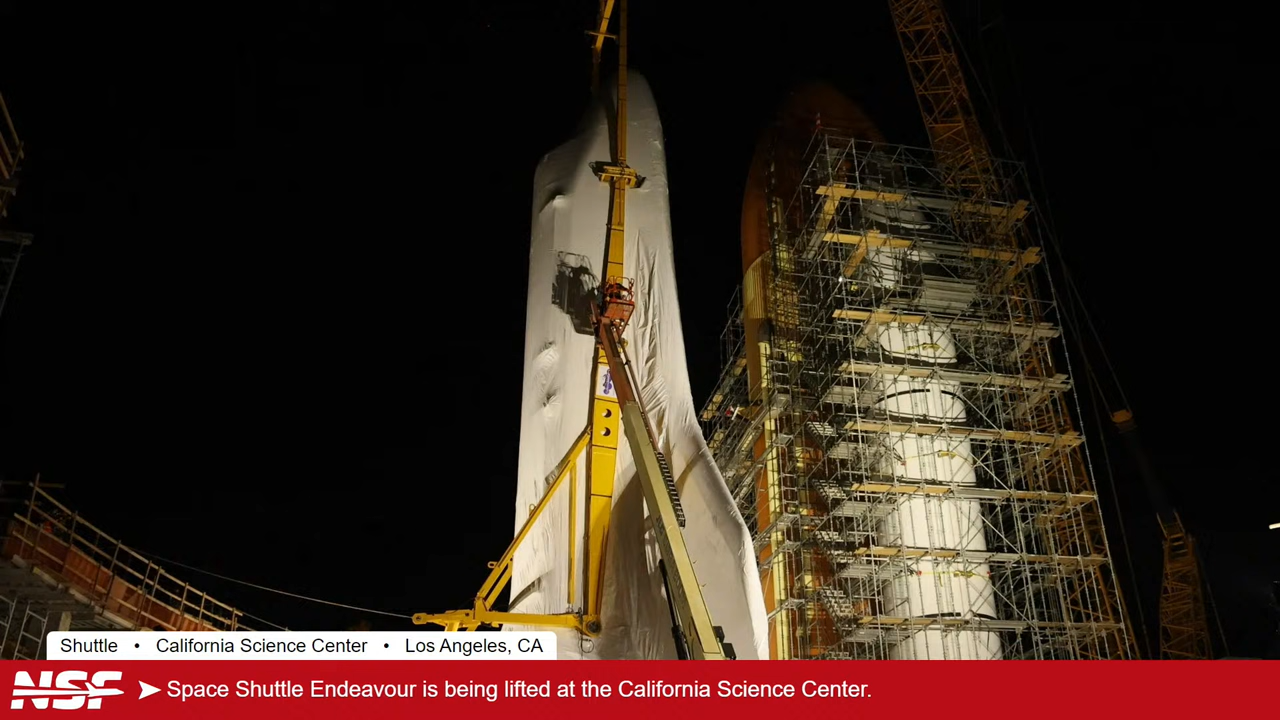 Shuttle • California Science Center • Los Angeles, CA
NSF
Space Shuttle Endeavour is being lifted at the California Science Center.